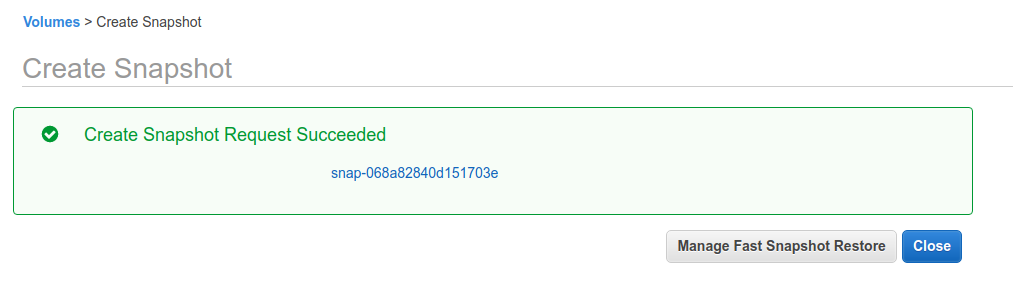 Volumes > Create Snapshot
Create Snapshot
Create Snapshot Request Succeeded
snap-068a82840d151703e
Manage Fast Snapshot Restore
Close